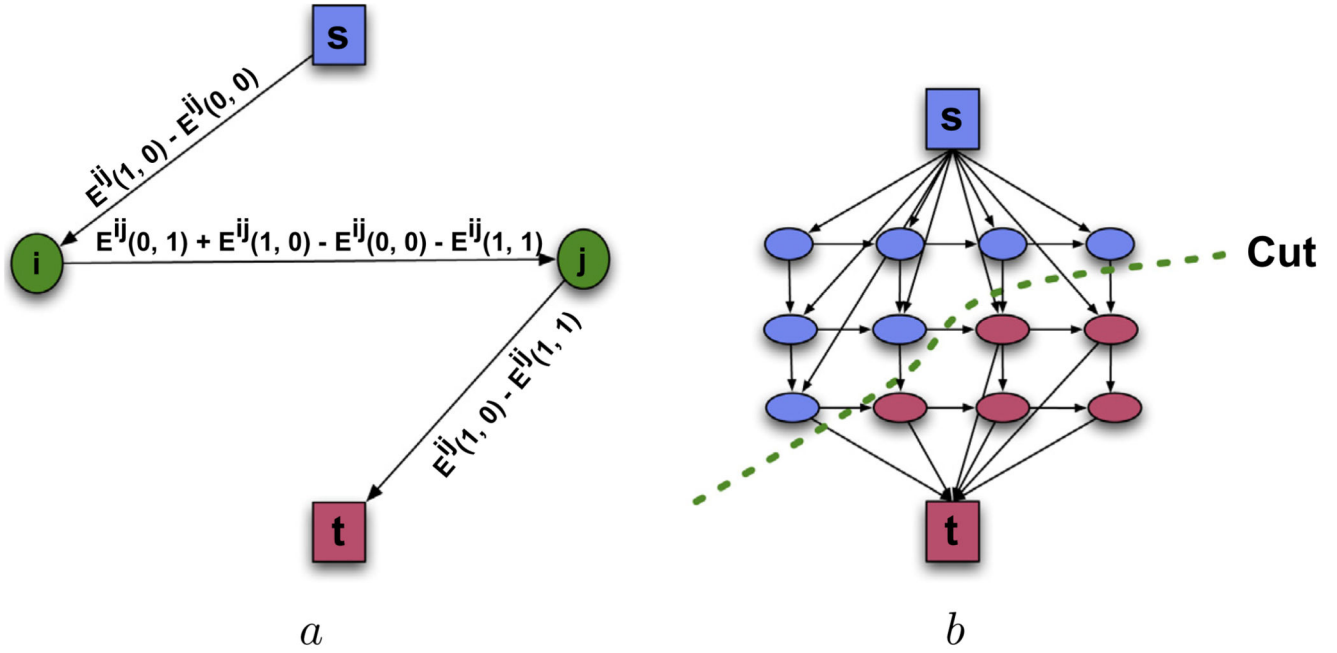 s
E^ij(1, 0) - E^ij(0, 0)
E^ij(0, 1) + E^ij(1, 0) - E^ij(0, 0) - E^ij(1, 1)
i
j
E^ij(1, 0) - E^ij(1, 1)
t
a
s
Cut
t
b